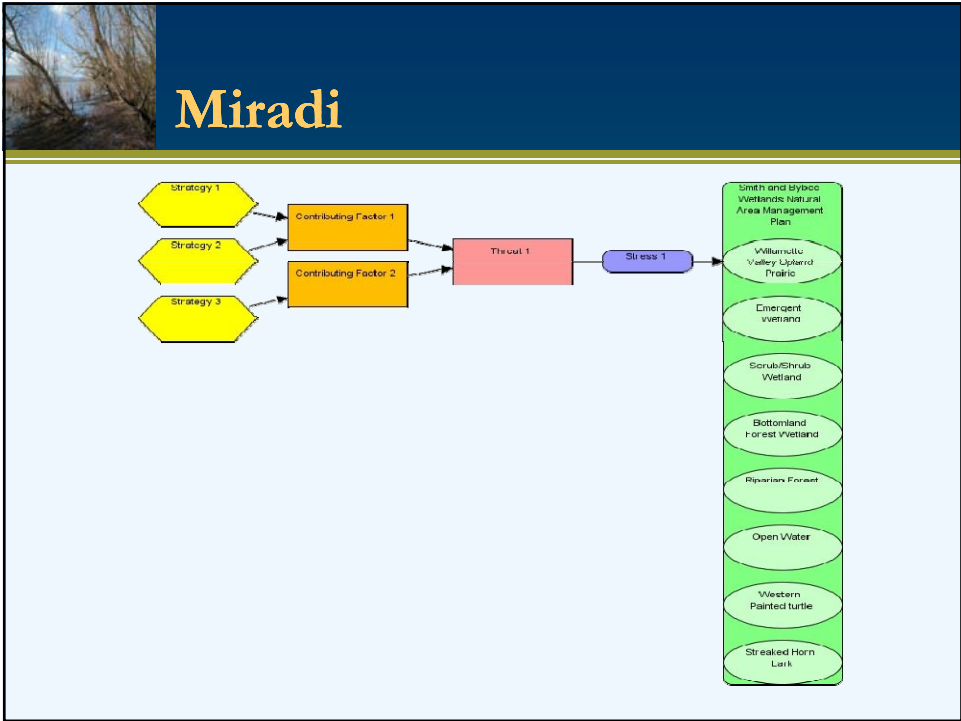 Miradi
Strategy 1
Strategy 2
Strategy 3
Contributing Factor 1
Contributing Factor 2
Threat 1
Stress 1
Smith and Bybee
Wetlands Natural
Area Management
Plan
Willamette
Valley Upland
Prairie
Emergent
Wetland
Scrub/Shrub
Wetland
Bottomland
Forest Wetland
Riparian Forest
Open Water
Western
Painted turtle
Streaked Horn
Lark